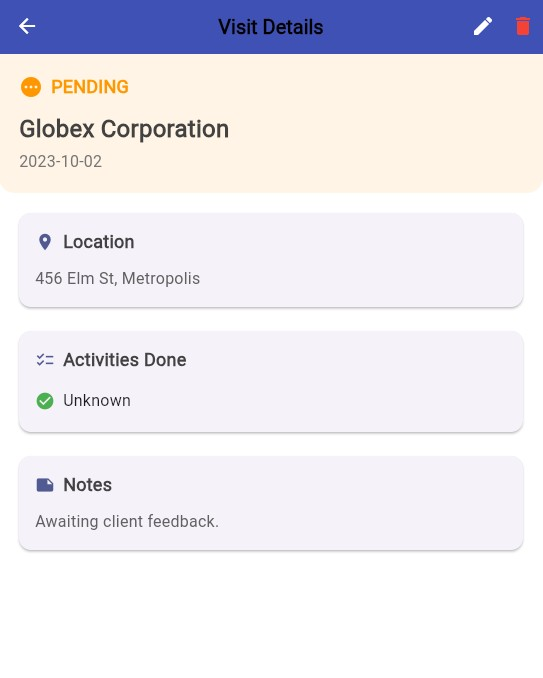 Visit Details
PENDING
Globex Corporation
2023-10-02
Location
456 Elm St, Metropolis
Activities Done
Unknown
Notes
Awaiting client feedback.